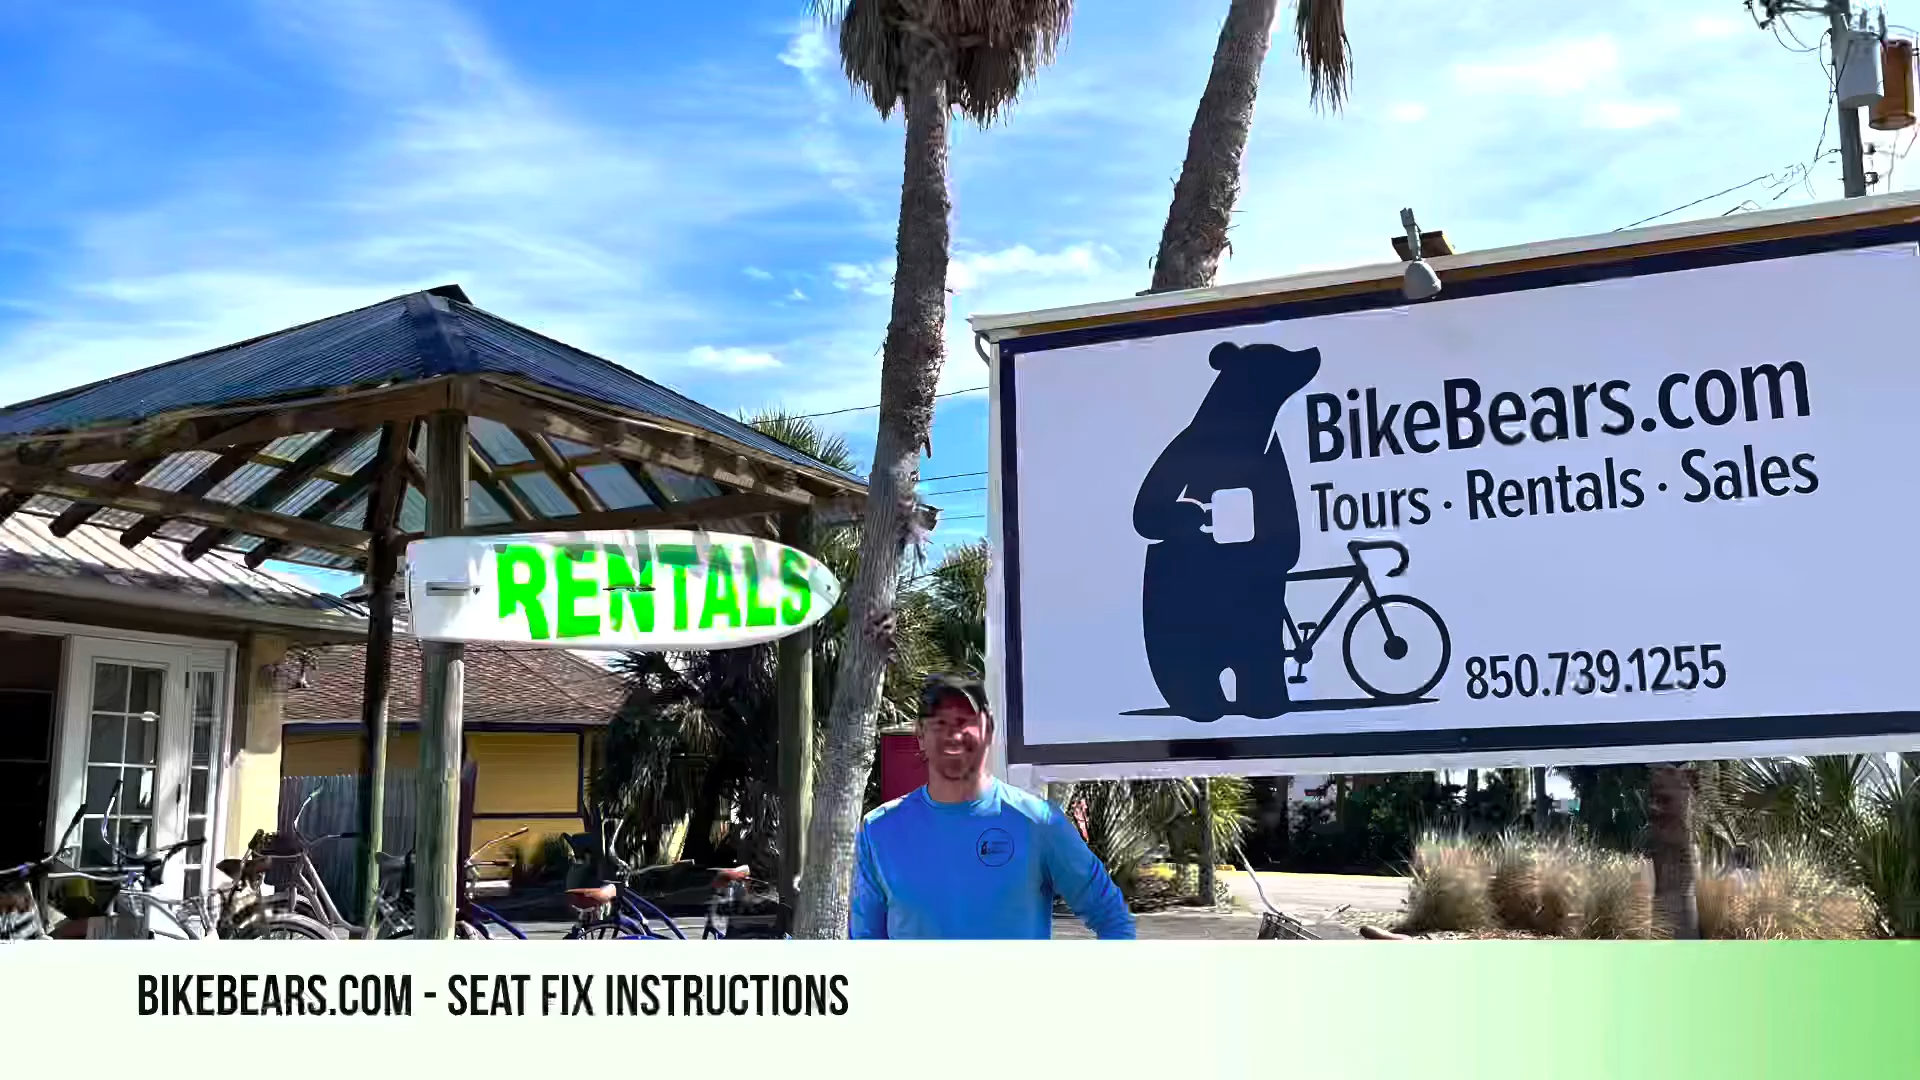 RENTALS
BikeBears.com
Tours · Rentals · Sales
850.739.1255
BIKEBEARS.COM - SEAT FIX INSTRUCTIONS